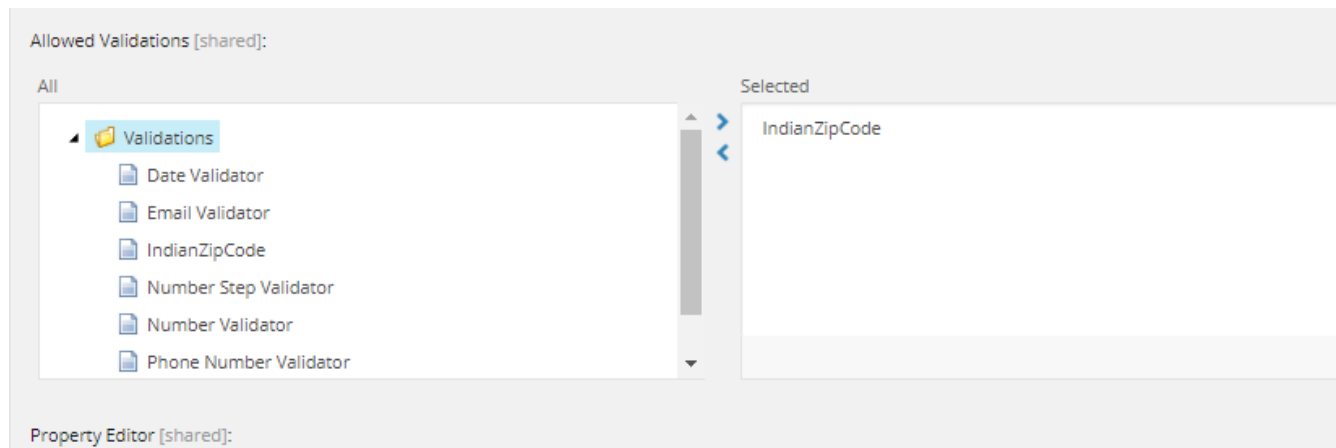 Allowed Validations [shared]:
All
Validations
Date Validator
Email Validator
IndianZipCode
Number Step Validator
Number Validator
Phone Number Validator
Selected
IndianZipCode
Property Editor [shared]: